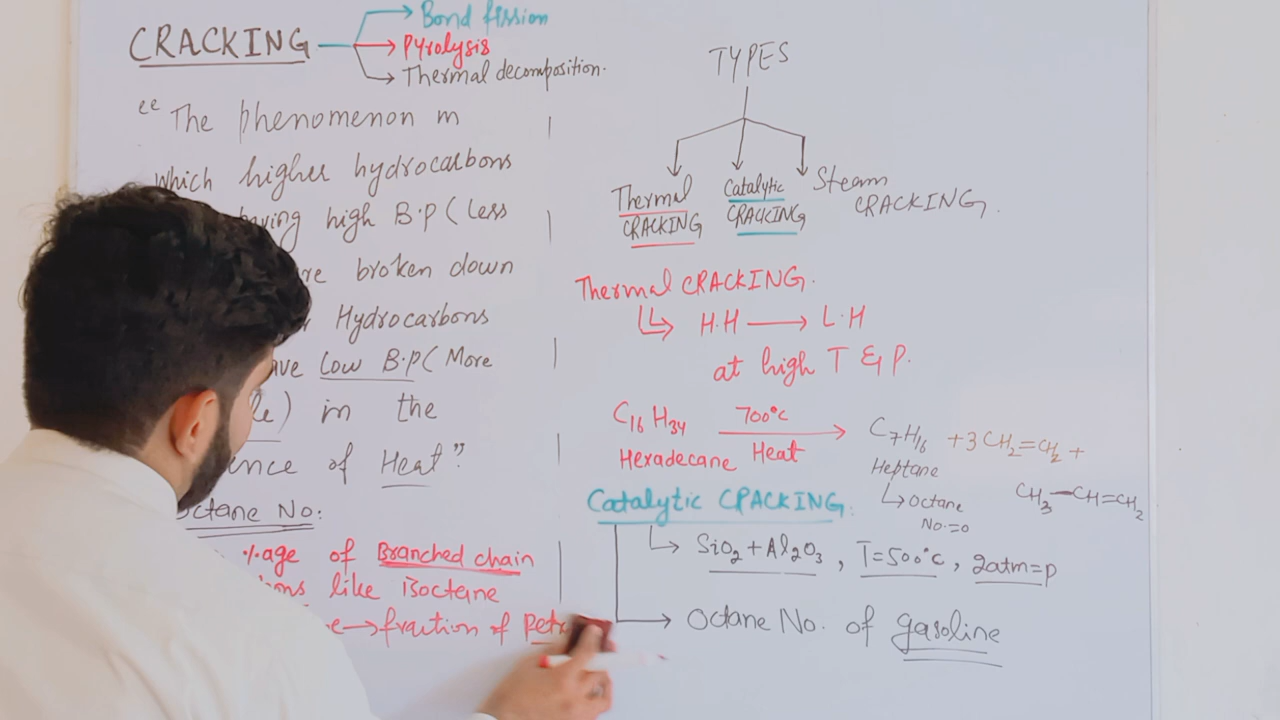 CRACKING
Bond fission
Pyrolysis
Thermal decomposition.
"The phenomenon in
which higher hydrocarbons
high B.p (Less
broken down
Hydrocarbons
Low B.p (More
in the
of Heat".
Octane No:
%age of Branched chain
like Isoctane
→ fraction of
TYPES
Thermal
CRACKING
Catalytic
CRACKING
Steam
CRACKING.
Thermal CRACKING.
H.H → L.H
at high T & P.
C16H34 700°C → C7H16 + 3CH2=CH2 +
Hexadecane Heat Heptane
CH3-CH=CH2
Octane
No.=0
Catalytic CRACKING.
SiO2 + Al2O3, T=500°C, 2atm=p
Octane No. of gasoline